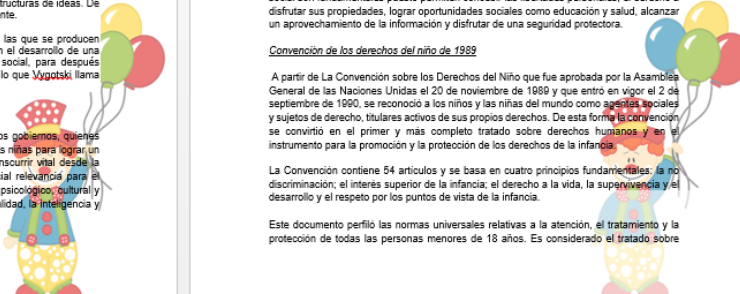 tructuras de ideas. De
nte.
las que se producen
n el desarrollo de una
social, para después
lo que Vygotski llama
os gobiernos, quienes
s niñas para lograr un
nscurrir vital desde la
ial relevancia para el
psicológico, cultural y
lidad, la inteligencia y
disfrutar sus propiedades, lograr oportunidades sociales como educación y salud, alcanzar
un aprovechamiento de la información y disfrutar de una seguridad protectora.
Convención de los derechos del niño de 1989
A partir de La Convención sobre los Derechos del Niño que fue aprobada por la Asamblea
General de las Naciones Unidas el 20 de noviembre de 1989 y que entró en vigor el 2 de
septiembre de 1990, se reconoció a los niños y las niñas del mundo como agentes sociales
y sujetos de derecho, titulares activos de sus propios derechos. De esta forma la convención
se convirtió en el primer y más completo tratado sobre derechos humanos y en el
instrumento para la promoción y la protección de los derechos de la infancia.
La Convención contiene 54 artículos y se basa en cuatro principios fundamentales: la no
discriminación; el interés superior de la infancia; el derecho a la vida, la supervivencia y el
desarrollo y el respeto por los puntos de vista de la infancia.
Este documento perfiló las normas universales relativas a la atención, el tratamiento y la
protección de todas las personas menores de 18 años. Es considerado el tratado sobre